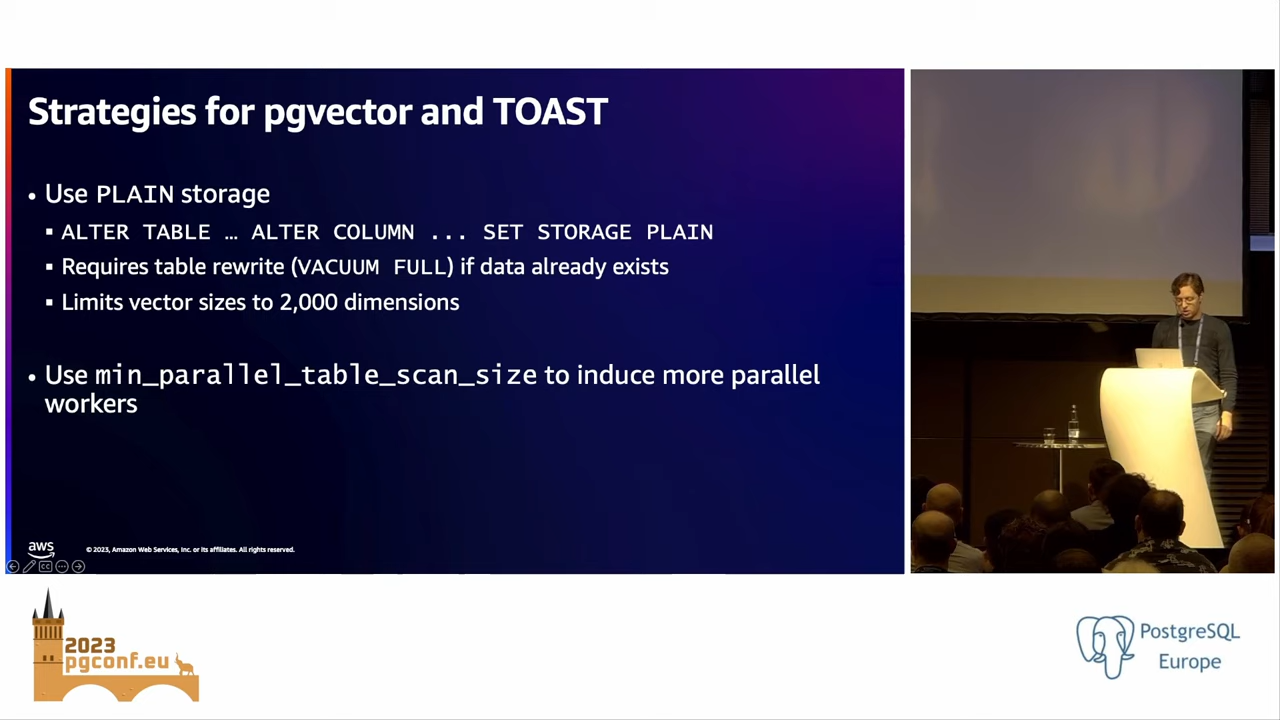 Strategies for pgvector and TOAST
• Use PLAIN storage
▪ ALTER TABLE … ALTER COLUMN ... SET STORAGE PLAIN
▪ Requires table rewrite (VACUUM FULL) if data already exists
▪ Limits vector sizes to 2,000 dimensions
• Use min_parallel_table_scan_size to induce more parallel
workers
aws
© 2023, Amazon Web Services, Inc. or its affiliates. All rights reserved.
CC
2023
pgconf.eu
PostgreSQL
Europe